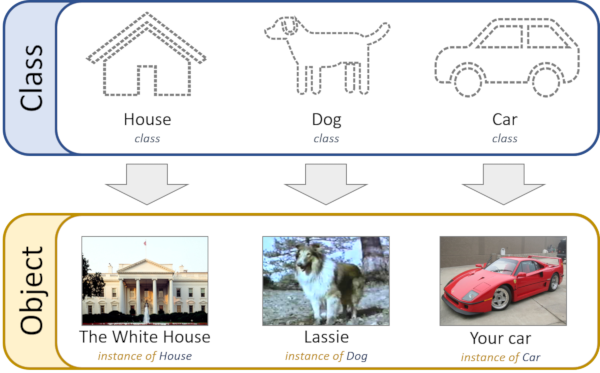 Class
House
class
Dog
class
Car
class
Object
The White House
instance of House
Lassie
instance of Dog
Your car
instance of Car